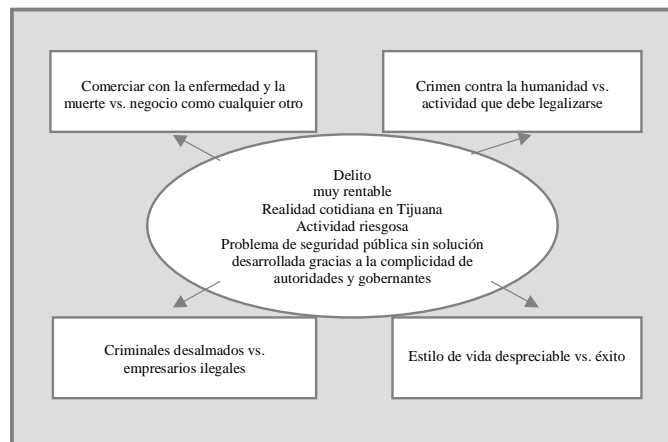 Comerciar con la enfermedad y la
muerte vs. negocio como cualquier otro
Crimen contra la humanidad vs.
actividad que debe legalizarse
Delito
muy rentable
Realidad cotidiana en Tijuana
Actividad riesgosa
Problema de seguridad pública sin solución
desarrollada gracias a la complicidad de
autoridades y gobernantes
Criminales desalmados vs.
empresarios ilegales
Estilo de vida despreciable vs. éxito